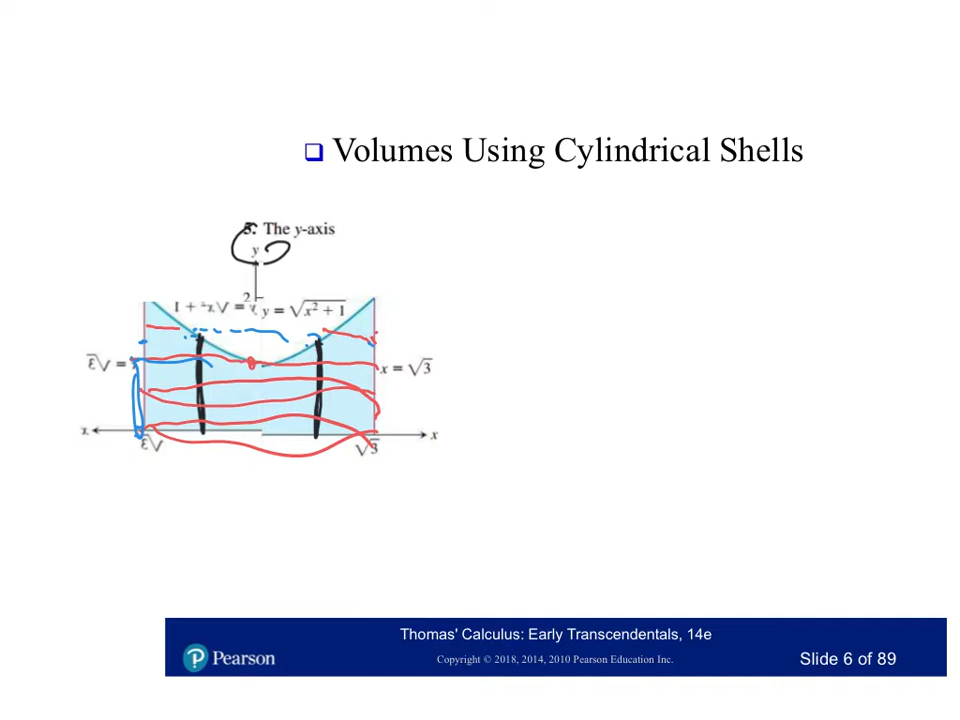 ❑ Volumes Using Cylindrical Shells
5. The y-axis
y
2
y = √(x² + 1)
x = √3
x
x
√3
Thomas' Calculus: Early Transcendentals, 14e
Pearson
Copyright © 2018, 2014, 2010 Pearson Education Inc.
Slide 6 of 89